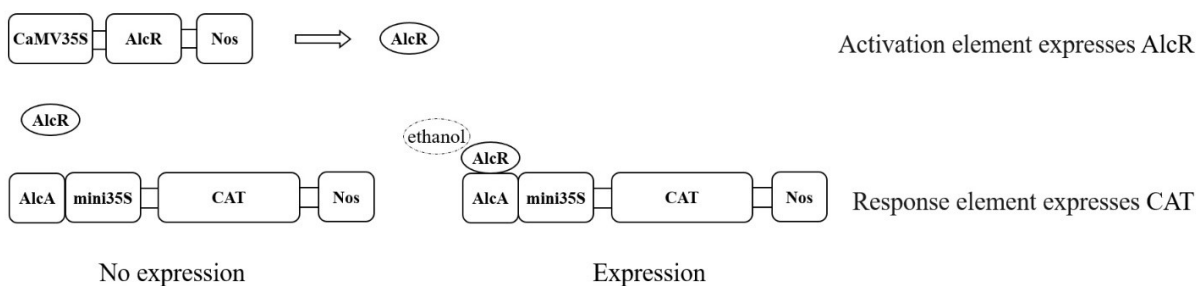 CaMV35S AlcR Nos AlcR Activation element expresses AlcR
AlcR
ethanol
AlcR
AlcA mini35S CAT Nos AlcA mini35S CAT Nos Response element expresses CAT
No expression Expression